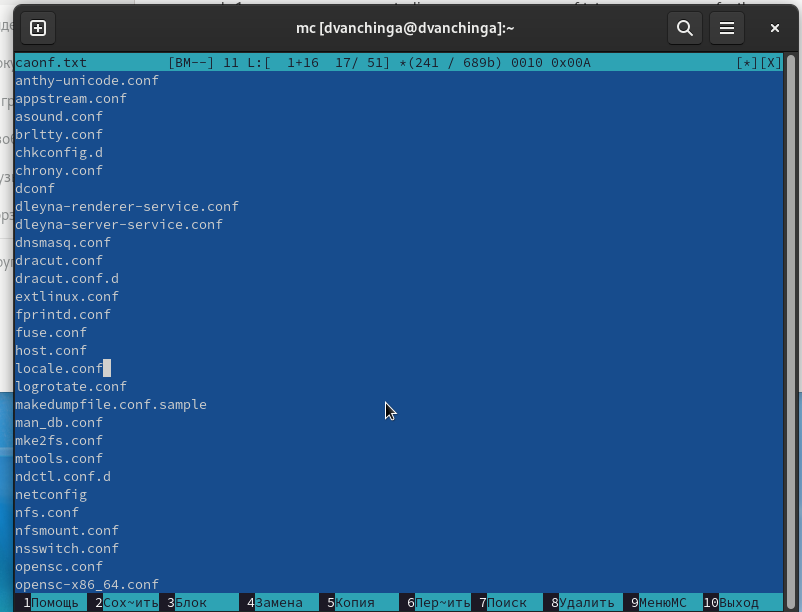 mc [dvanchinga@dvanchinga]:~
caonf.txt [BM--] 11 L:[ 1+16 17/ 51] *(241 / 689b) 0010 0x00A [*][X]
anthy-unicode.conf
appstream.conf
asound.conf
brltty.conf
chkconfig.d
chrony.conf
dconf
dleyna-renderer-service.conf
dleyna-server-service.conf
dnsmasq.conf
dracut.conf
dracut.conf.d
extlinux.conf
fprintd.conf
fuse.conf
host.conf
locale.conf
logrotate.conf
makedumpfile.conf.sample
man_db.conf
mke2fs.conf
mtools.conf
ndctl.conf.d
netconfig
nfs.conf
nfsmount.conf
nsswitch.conf
opensc.conf
opensc-x86_64.conf
1Помощь 2Сох~ить 3Блок 4Замена 5Копия 6Пер~ить 7Поиск 8Удалить 9МенюMC 10Выход